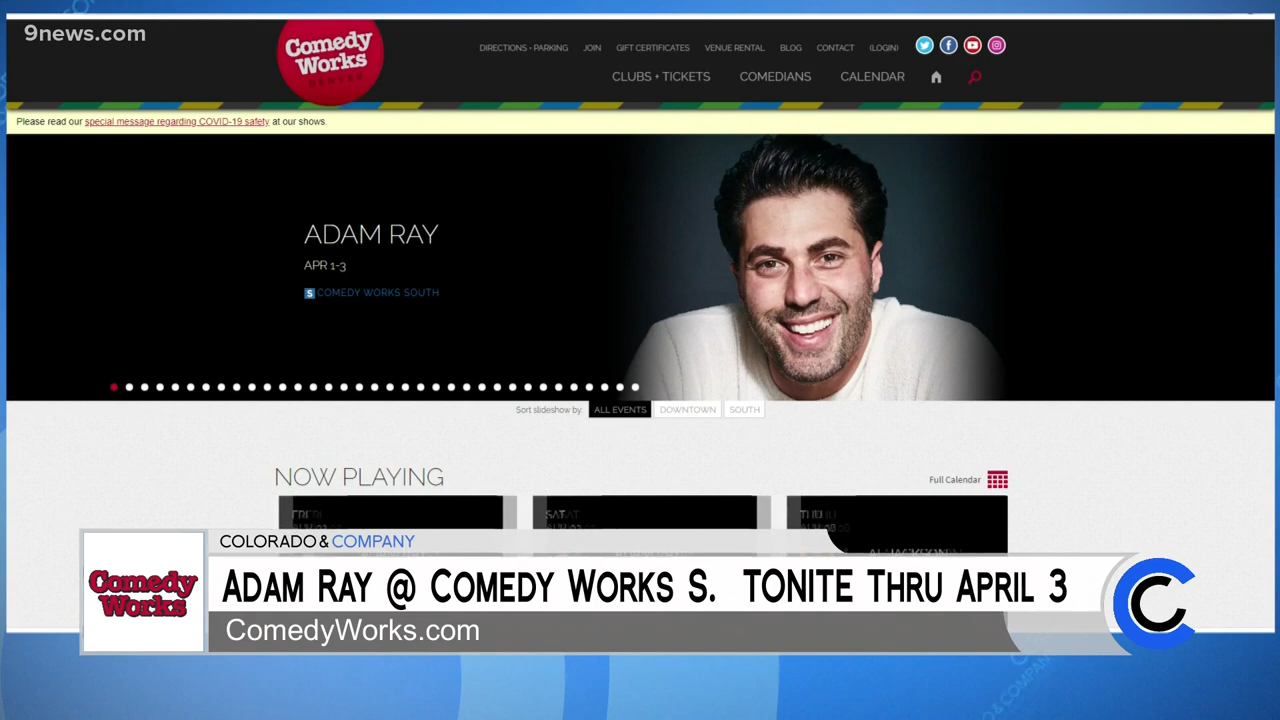 9news.com
Comedy
Works
DENVER
DIRECTIONS + PARKING JOIN GIFT CERTIFICATES VENUE RENTAL BLOG CONTACT (LOGIN)
CLUBS + TICKETS COMEDIANS CALENDAR
Please read our special message regarding COVID-19 safety at our shows.
ADAM RAY
APR 1-3
S COMEDY WORKS SOUTH
Sort slideshow by: ALL EVENTS DOWNTOWN SOUTH
NOW PLAYING
Full Calendar
COLORADO & COMPANY
Comedy
Works
ADAM RAY @ COMEDY WORKS S. TONITE THRU APRIL 3
ComedyWorks.com